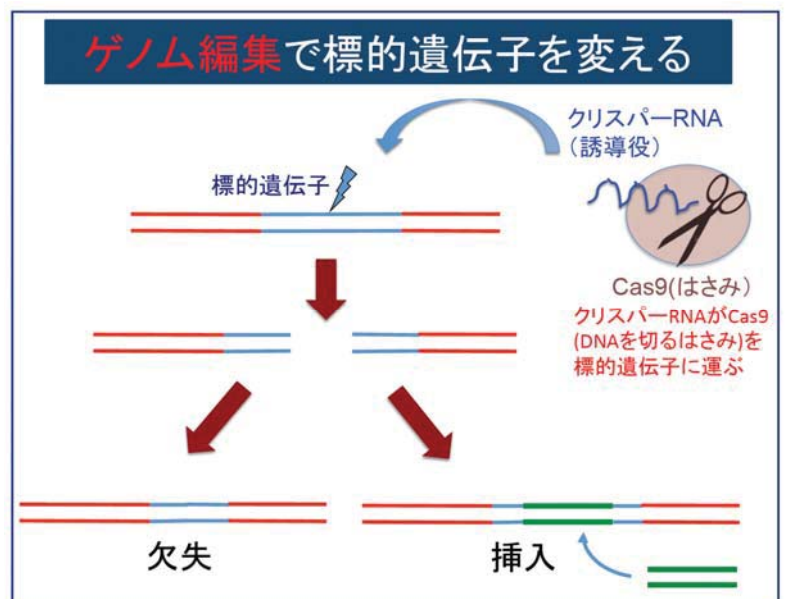 ゲノム編集で標的遺伝子を変える
クリスパーRNA
（誘導役）
標的遺伝子
Cas9(はさみ）
クリスパーRNAがCas9
(DNAを切るはさみ)を
標的遺伝子に運ぶ
欠失
挿入